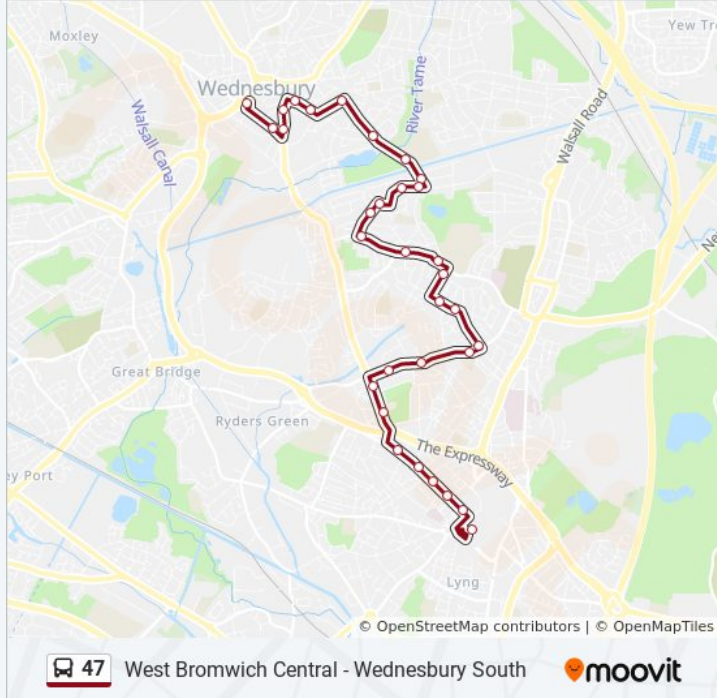 Moxley
Yew Tr
Wednesbury
River Tame
Walsall Canal
Walsall Road
Ne
Great Bridge
Ryders Green
The Expressway
ey Port
Lyng
© OpenStreetMap contributors | © OpenMapTiles
47 West Bromwich Central - Wednesbury South
moovit